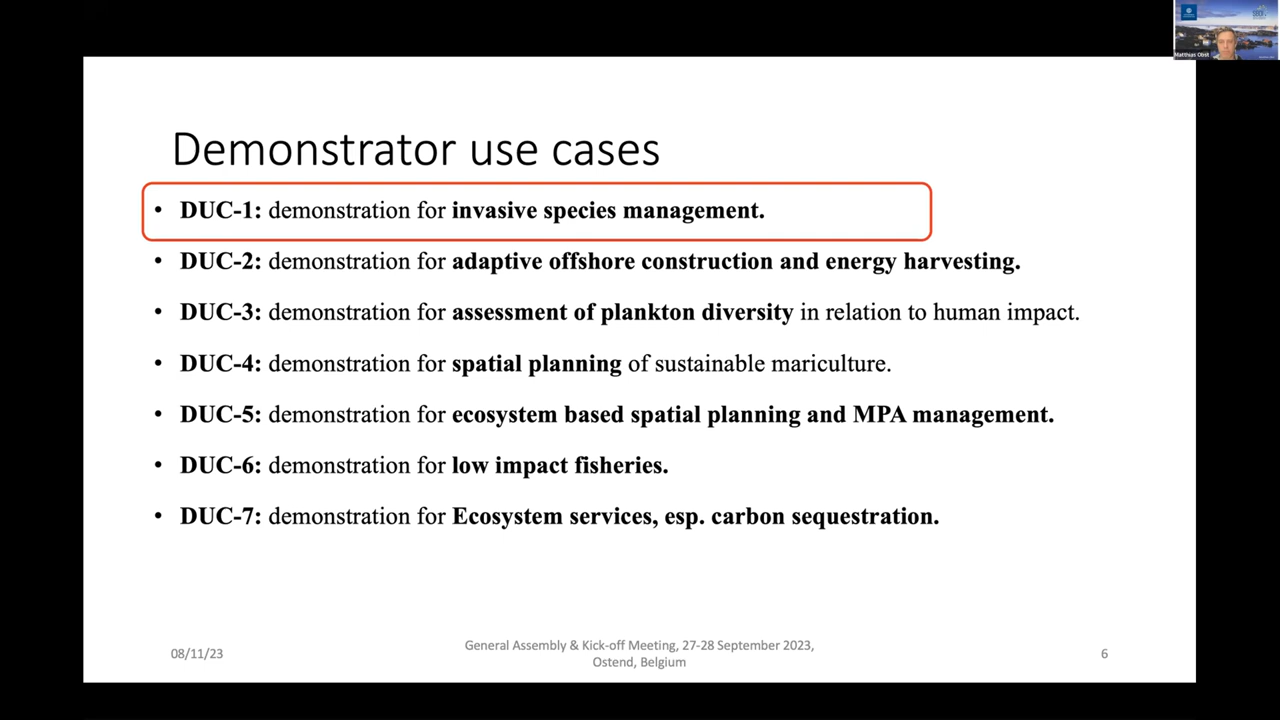 Matthias Obst
Demonstrator use cases
• DUC-1: demonstration for invasive species management.
• DUC-2: demonstration for adaptive offshore construction and energy harvesting.
• DUC-3: demonstration for assessment of plankton diversity in relation to human impact.
• DUC-4: demonstration for spatial planning of sustainable mariculture.
• DUC-5: demonstration for ecosystem based spatial planning and MPA management.
• DUC-6: demonstration for low impact fisheries.
• DUC-7: demonstration for Ecosystem services, esp. carbon sequestration.
08/11/23
General Assembly & Kick-off Meeting, 27-28 September 2023,
Ostend, Belgium
6